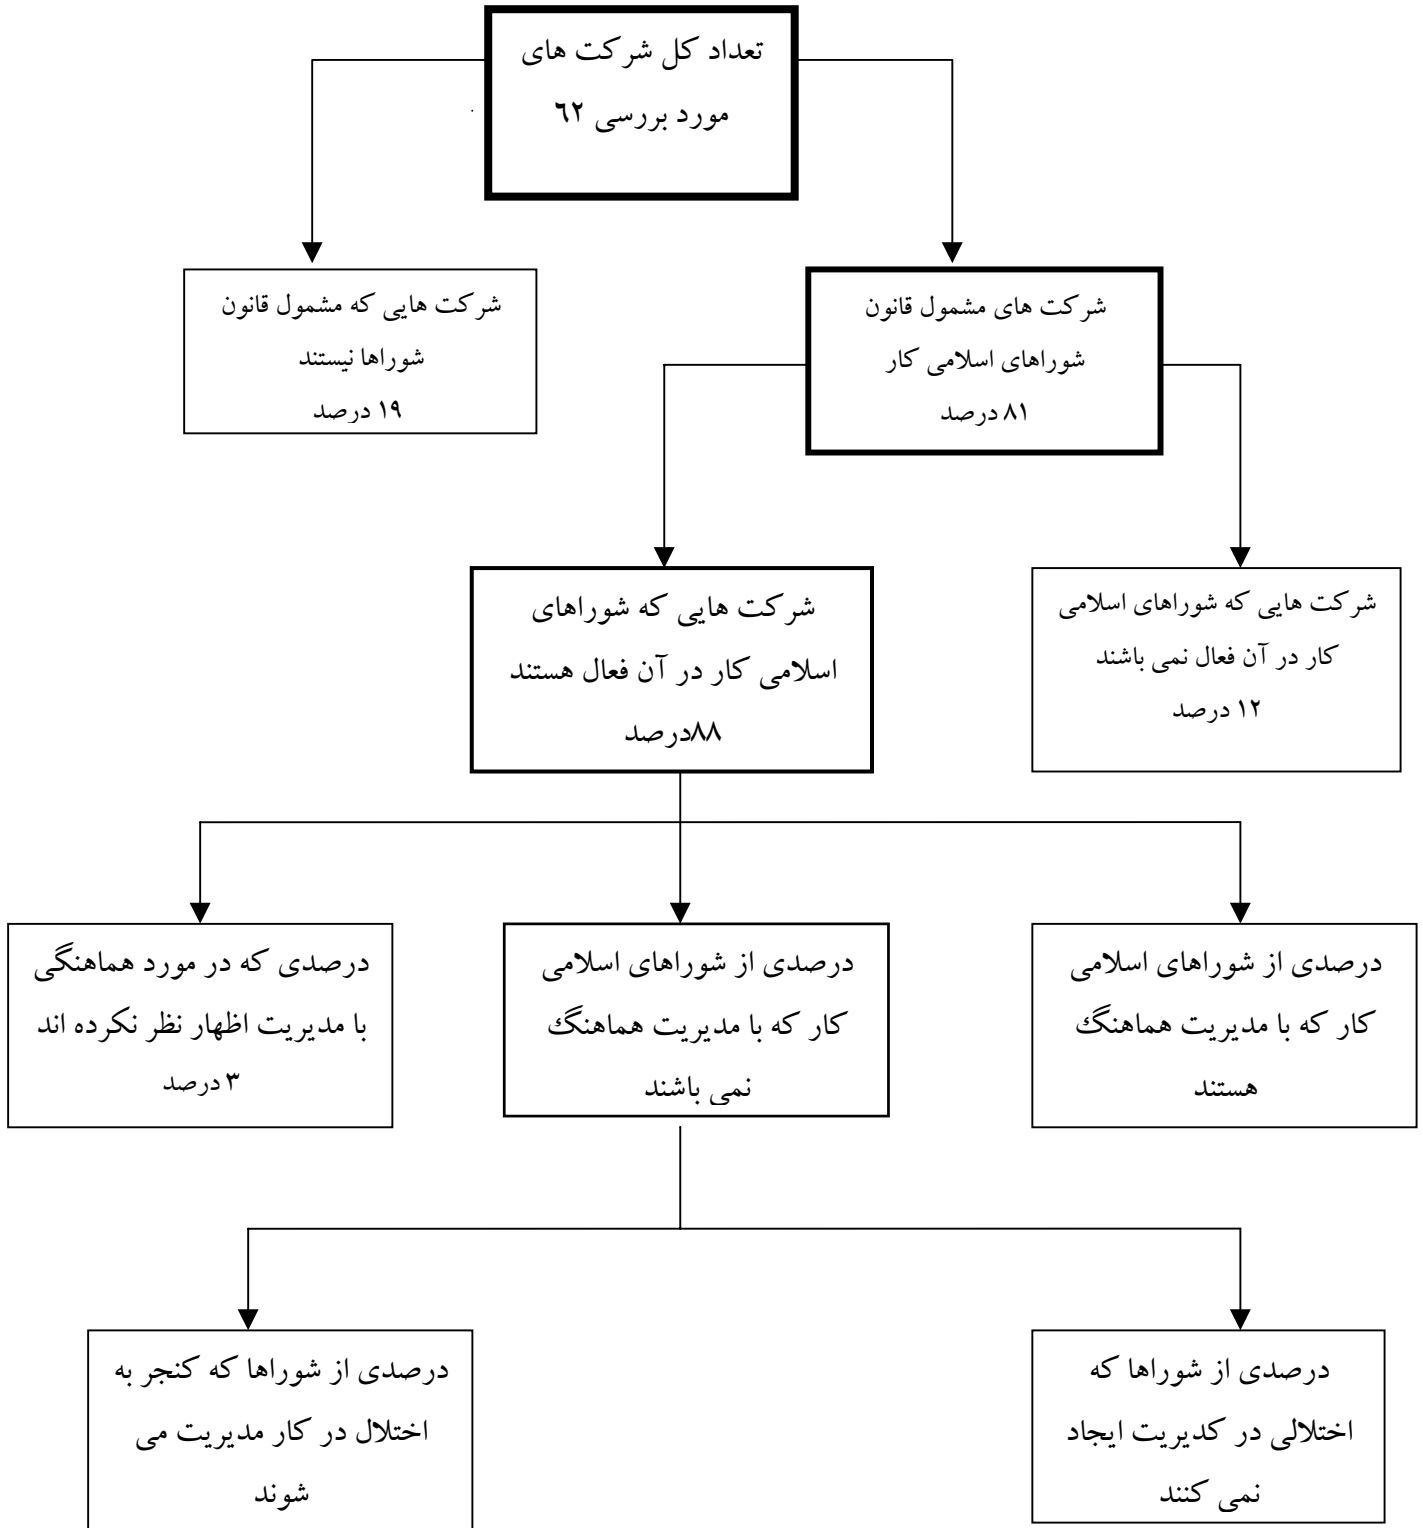 تعداد کل شرکت های
مورد بررسی ٦٢
شرکت های مشمول قانون
شوراهای اسلامی کار
٨١ درصد
شرکت هایی که مشمول قانون
شوراها نیستند
١٩ درصد
شرکت هایی که شوراهای اسلامی
کار در آن فعال نمی باشند
١٢ درصد
شرکت هایی که شوراهای
اسلامی کار در آن فعال هستند
٨٨درصد
درصدی از شوراهای اسلامی
کار که با مدیریت هماهنگ
هستند
درصدی از شوراهای اسلامی
کار که با مدیریت هماهنگ
نمی باشند
درصدی که در مورد هماهنگی
با مدیریت اظهار نظر نکرده اند
٣ درصد
درصدی از شوراها که
اختلالی در کدیریت ایجاد
نمی کنند
درصدی از شوراها که کنجر به
اختلال در کار مدیریت می
شوند